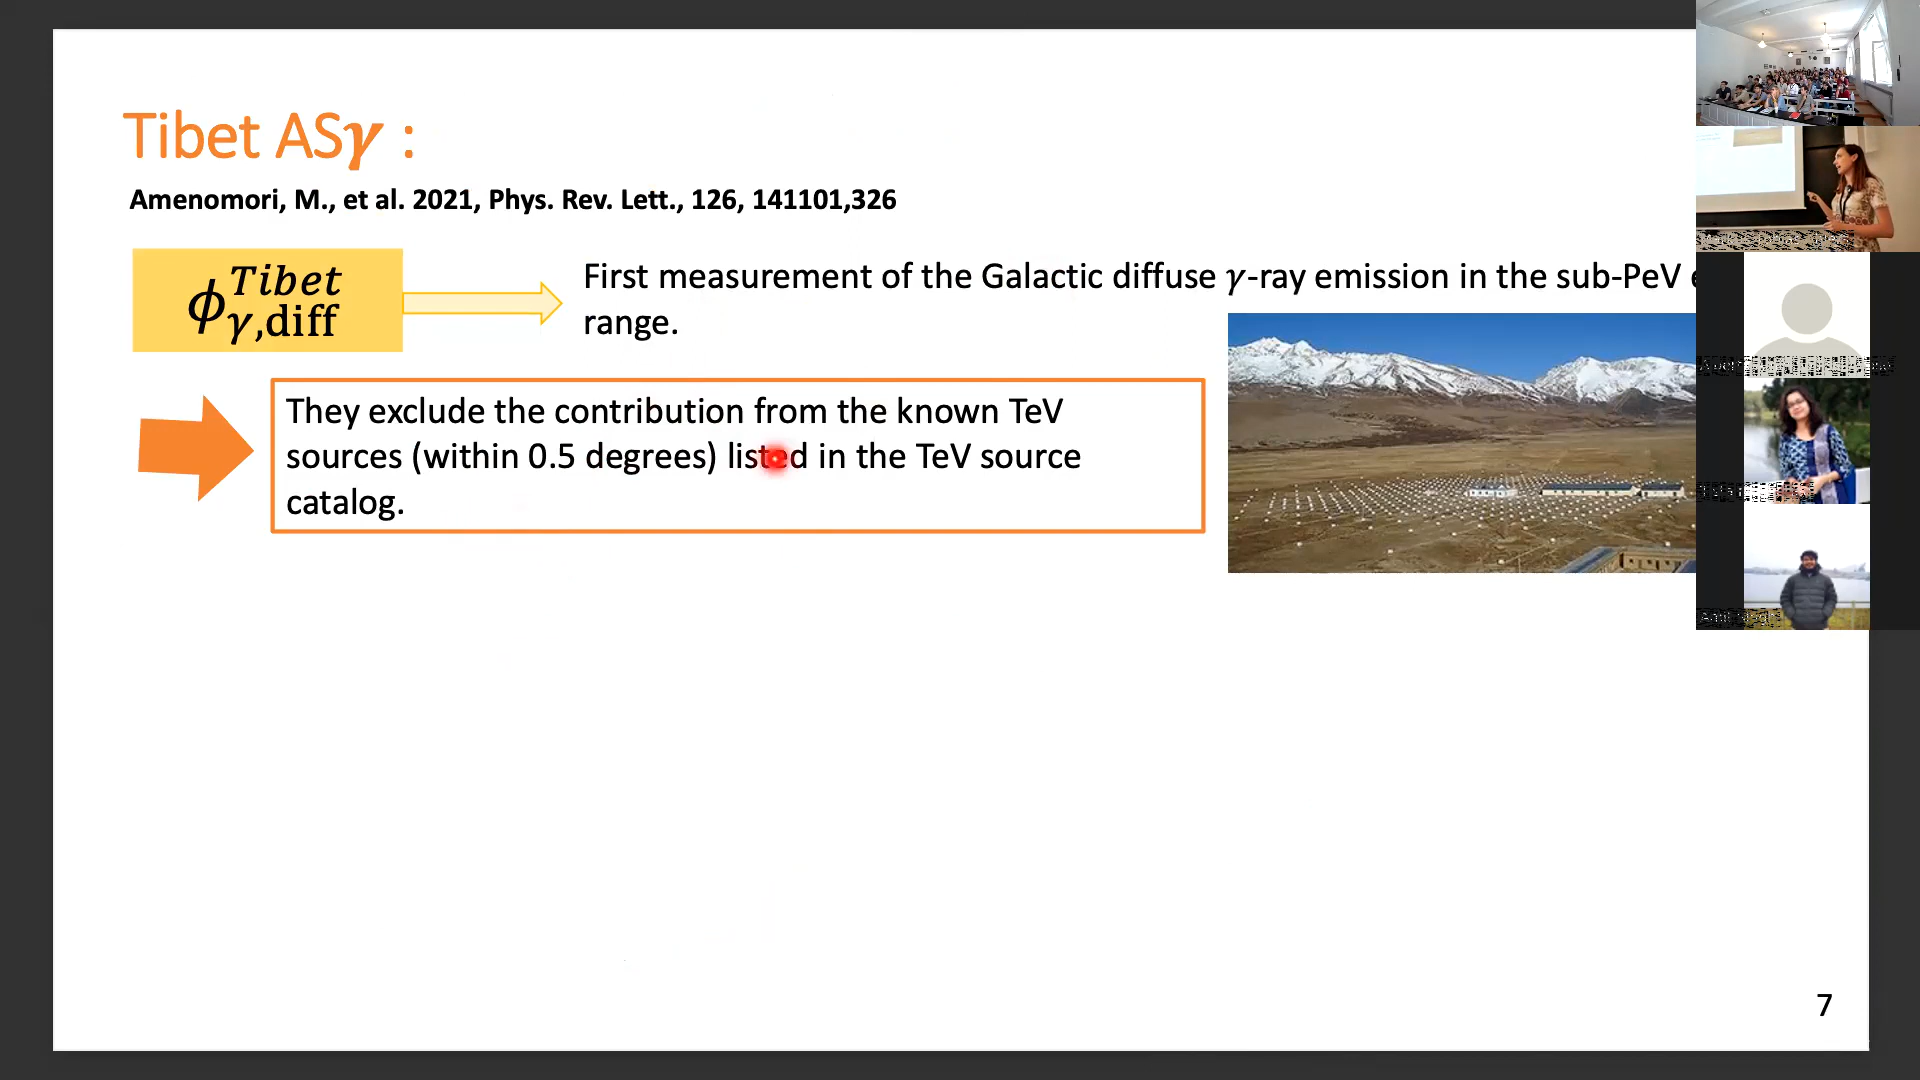 Tibet ASγ :
Amenomori, M., et al. 2021, Phys. Rev. Lett., 126, 141101,326
ϕ^{Tibet}_{γ,diff}
First measurement of the Galactic diffuse γ-ray emission in the sub-PeV
range.
They exclude the contribution from the known TeV
sources (within 0.5 degrees) listed in the TeV source
catalog.
7